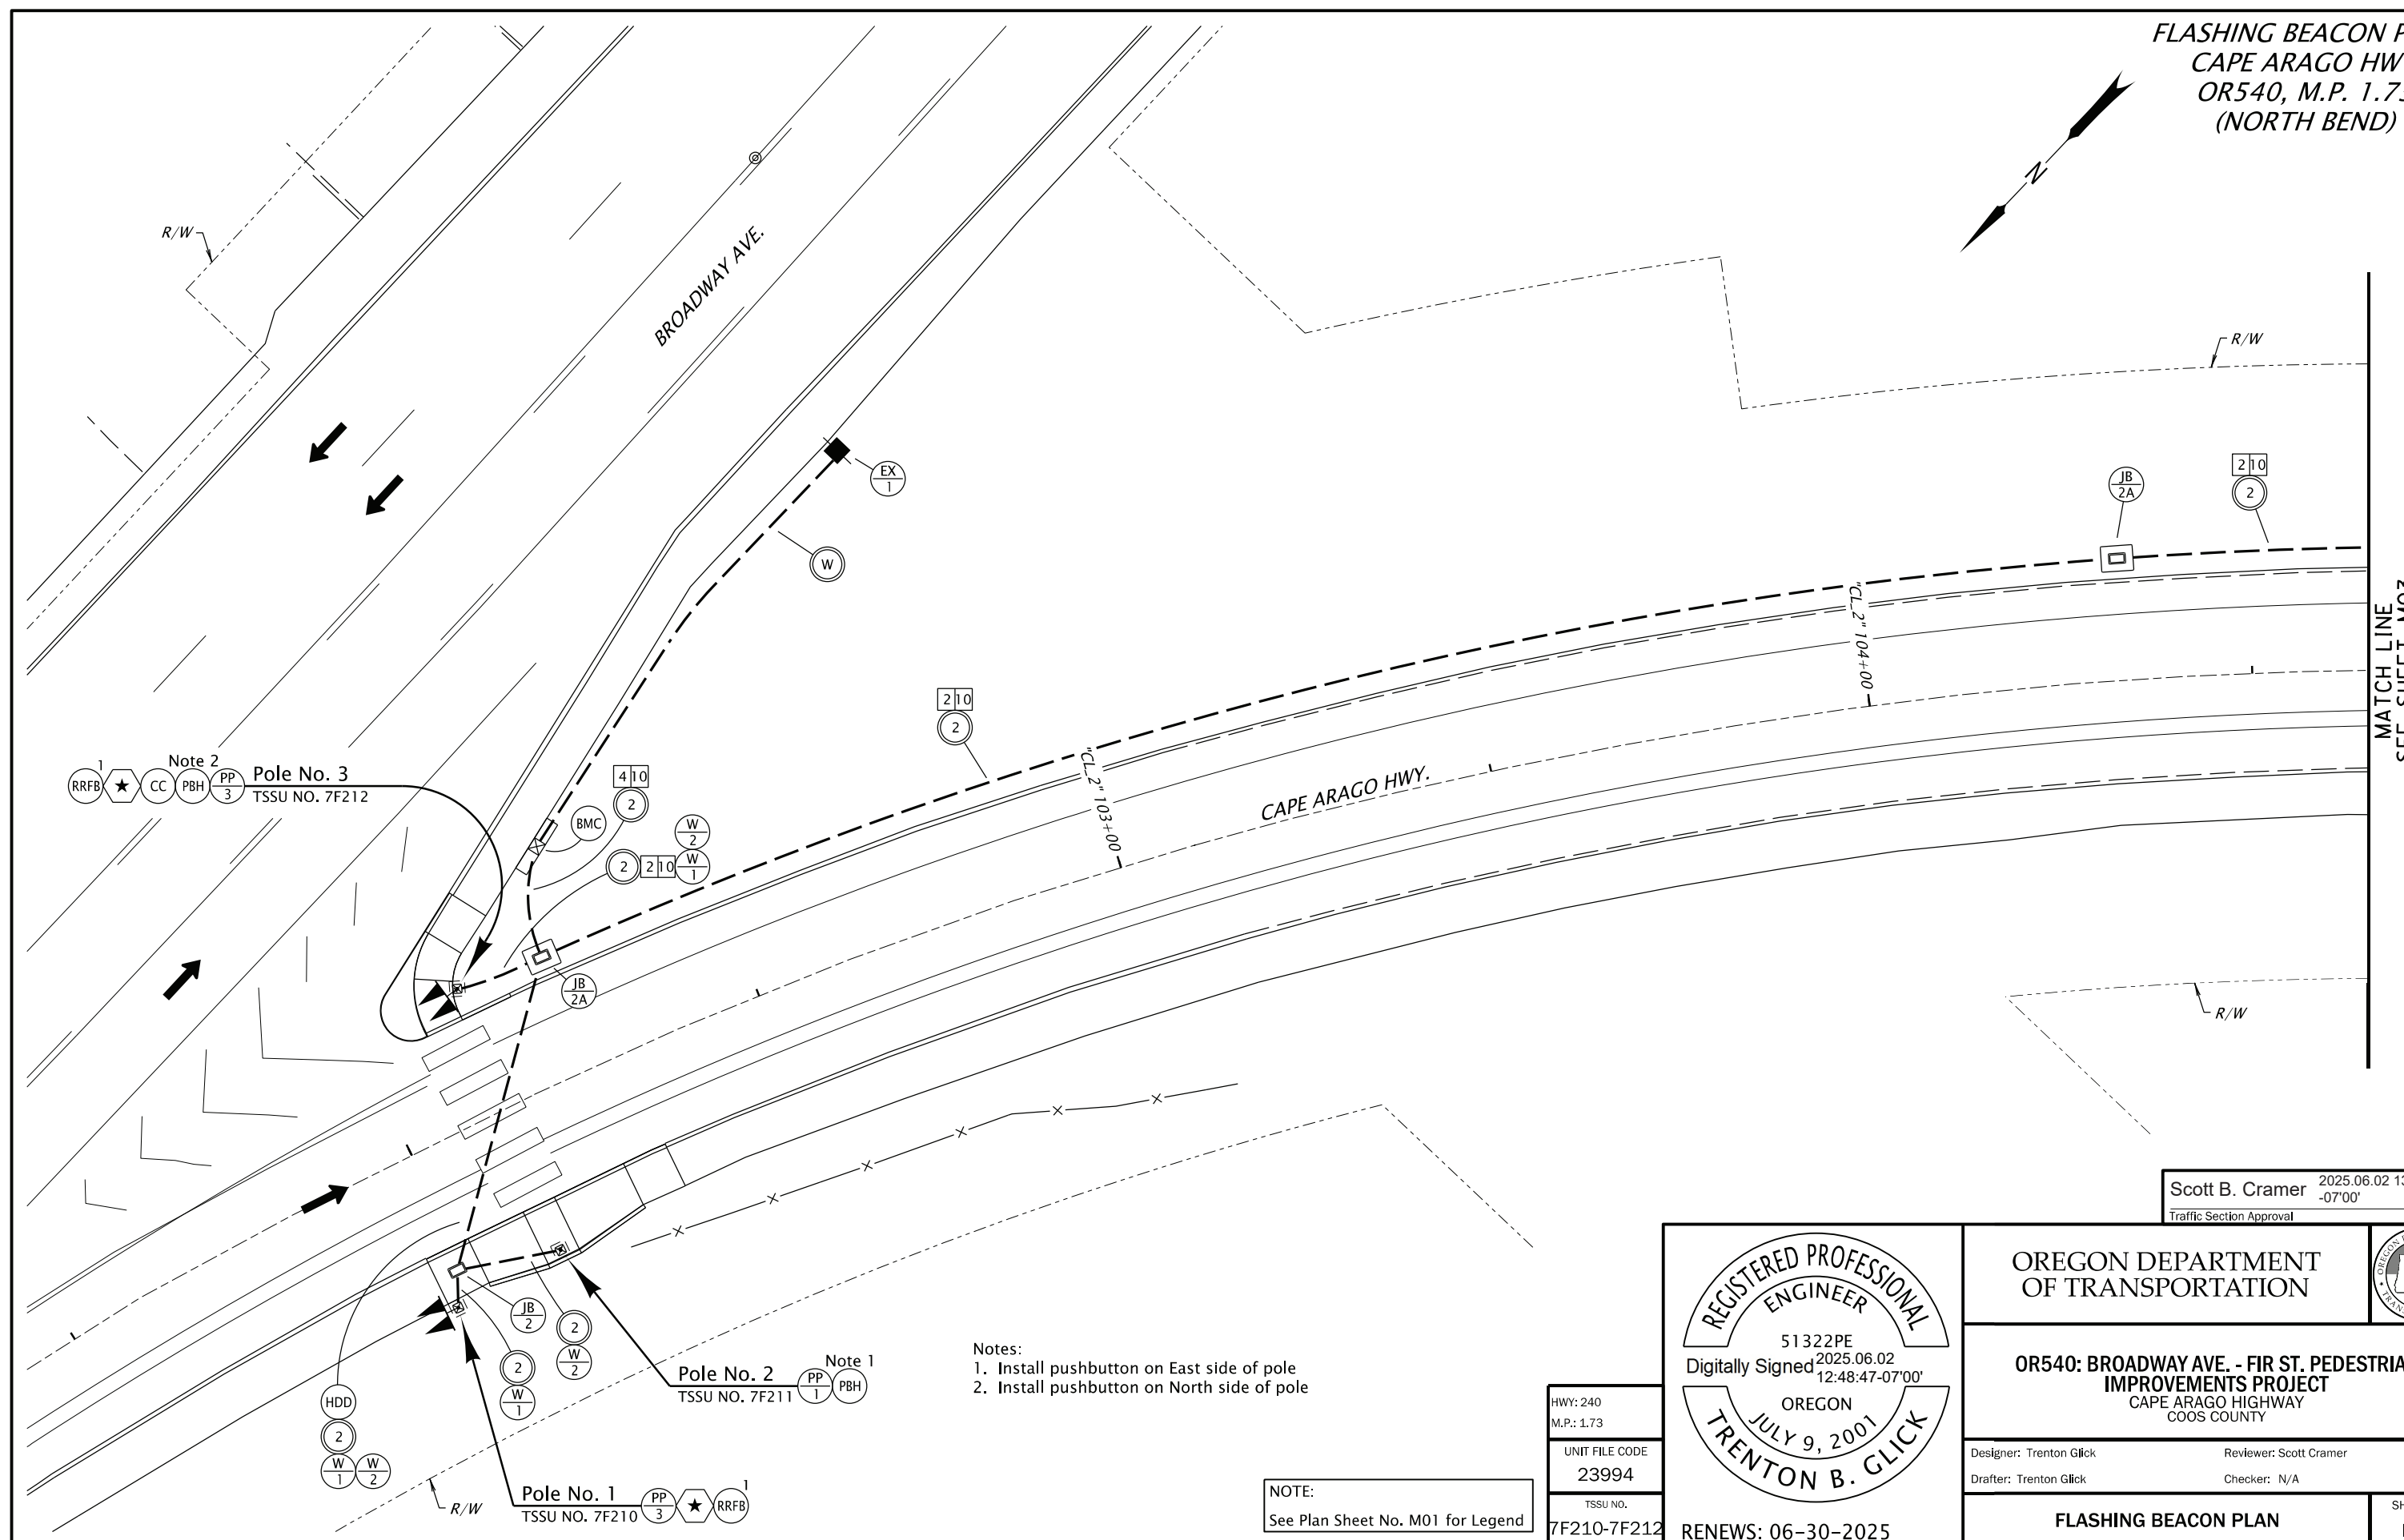 FLASHING BEACON
CAPE ARAGO
OR540, M.P.
(NORTH BEND)
N
R/W
BROADWAY AVE.
R/W
EX
1
W
JB
2A
2 10
2
"CL_2" 104+00
MATCH LINE
2 10
2
"CL_2" 103+00
CAPE ARAGO HWY.
1
Note 2
RRFB ★ CC PBH PP
3
Pole No. 3
TSSU NO. 7F212
4 10
2
BMC
W
2
2 2 10 W
1
JB
2A
R/W
JB
2
2
W
2
2
W
1
HDD
2
W
1
W
2
R/W
Pole No. 2
TSSU NO. 7F211
PP
1
Note 1
PBH
Pole No. 1
TSSU NO. 7F210
PP
3
★
1
RRFB
Notes:
1. Install pushbutton on East side of pole
2. Install pushbutton on North side of pole
NOTE:
See Plan Sheet No. M01 for Legend
HWY: 240
M.P.: 1.73
UNIT FILE CODE
23994
TSSU NO.
7F210-7F212
REGISTERED PROFESSIONAL
ENGINEER
51322PE
Digitally Signed 2025.06.02
12:48:47-07'00'
OREGON
JULY 9, 2001
TRENTON B. GLICK
RENEWS: 06-30-2025
Scott B. Cramer 2025.06.02
-07'00'
Traffic Section Approval
OREGON DEPARTMENT
OF TRANSPORTATION
OR540: BROADWAY AVE. - FIR ST.
IMPROVEMENTS PROJECT
CAPE ARAGO HIGHWAY
COOS COUNTY
Designer: Trenton Glick
Reviewer: Scott Cramer
Drafter: Trenton Glick
Checker: N/A
FLASHING BEACON PLAN